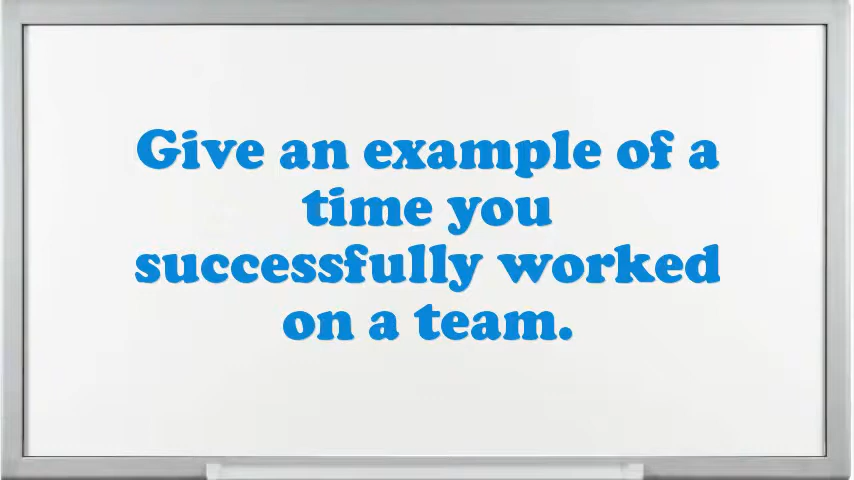 Give an example of a
time you
successfully worked
on a team.